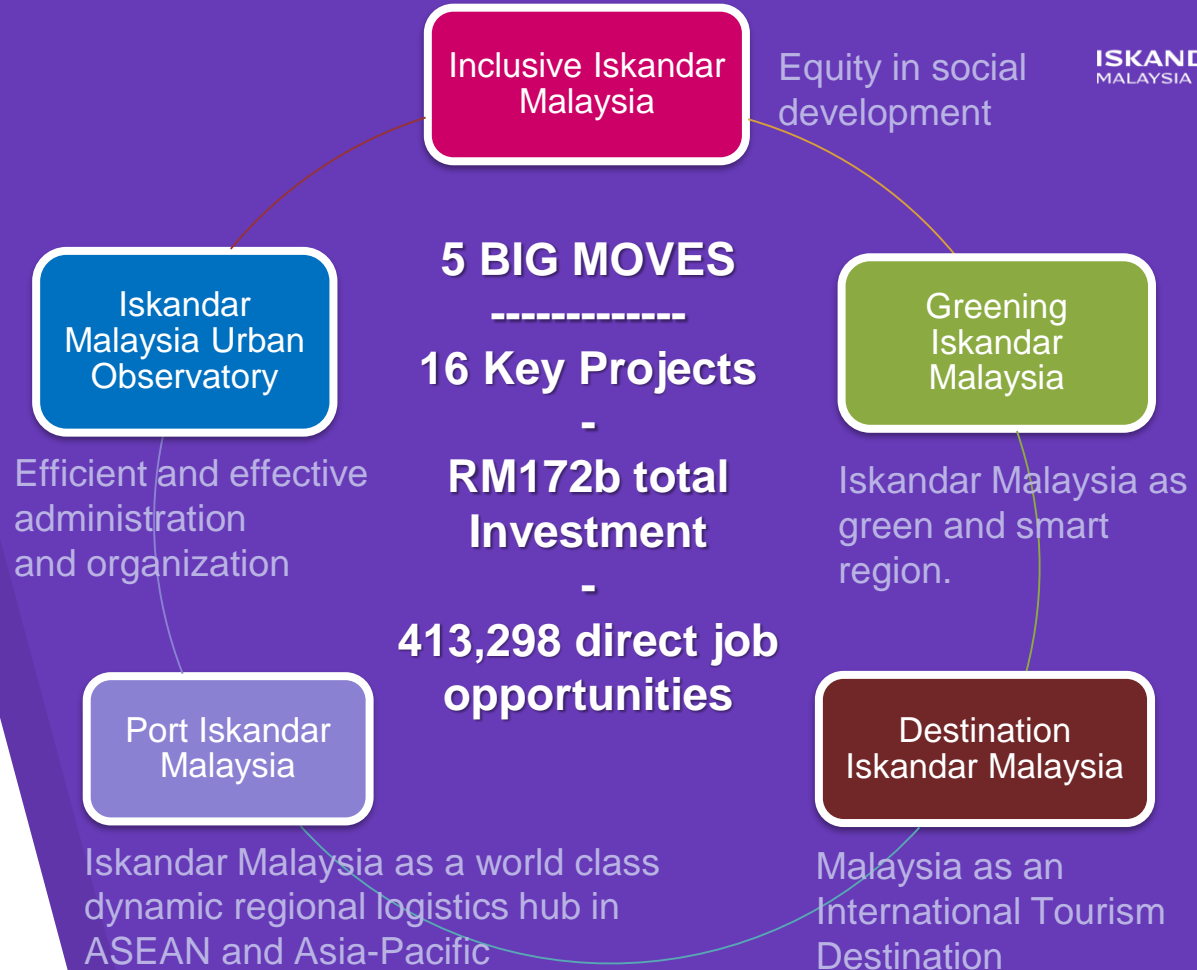 Inclusive Iskandar
Malaysia
Equity in social
development
ISKAND
MALAYSIA
5 BIG MOVES
-------------
16 Key Projects
-
RM172b total
Investment
-
413,298 direct job
opportunities
Iskandar
Malaysia Urban
Observatory
Efficient and effective
administration
and organization
Greening
Iskandar
Malaysia
Iskandar Malaysia as
green and smart
region.
Port Iskandar
Malaysia
Iskandar Malaysia as a world class
dynamic regional logistics hub in
ASEAN and Asia-Pacific
Destination
Iskandar Malaysia
Malaysia as an
International Tourism
Destination